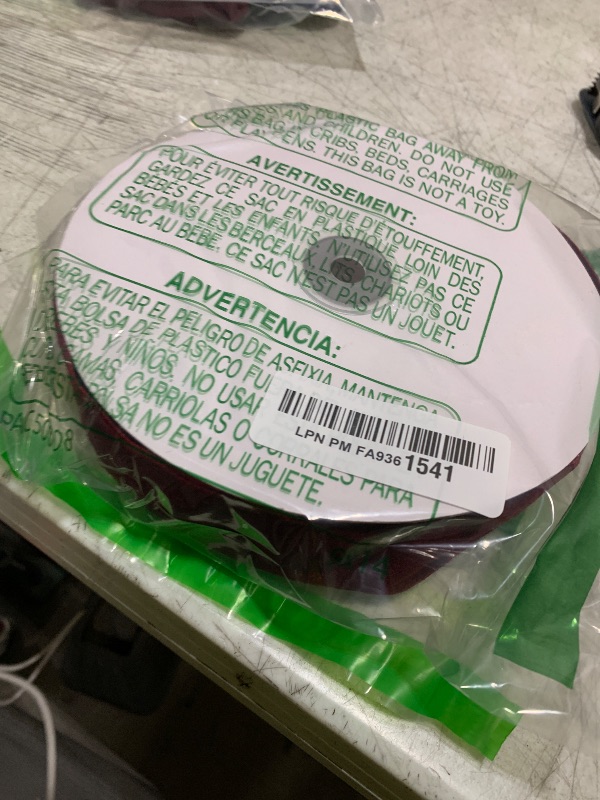 PLASTIC BAG AWAY FROM
AND CHILDREN. DO NOT USE
CRIBS, BEDS, CARRIAGES
THIS BAG IS NOT A TOY.
AVERTISSEMENT:
POUR ÉVITER TOUT RISQUE D'ÉTOUFFEMENT,
GARDEZ CE SAC EN PLASTIQUE LOIN DES
BÉBÉS ET LES ENFANTS. N'UTILISEZ PAS CE
SAC DANS LES BERCEAUX, LITS, CHARIOTS OU
PARC AU BÉBÉ. CE SAC N'EST PAS UN JOUET.
ADVERTENCIA:
PARA EVITAR EL PELIGRO DE ASFIXIA, MANTENGA
BOLSA DE PLASTICO
Y NIÑOS. NO USAR
CARRIOLAS O CORRALES PARA
BOLSA NO ES UN JUGUETE.
LPN PM FA936 1541